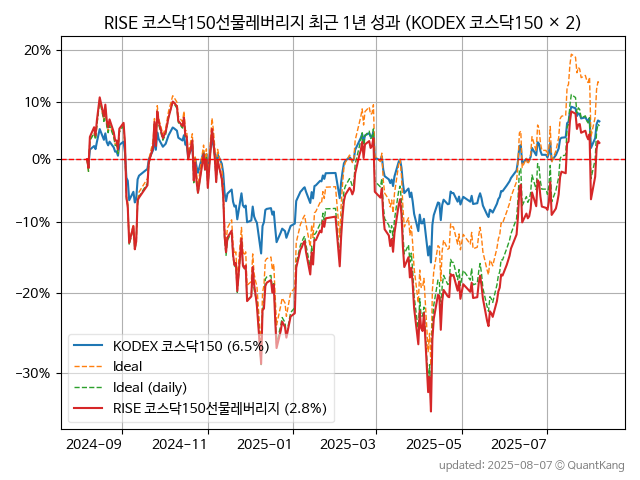 RISE 코스닥150선물레버리지 최근 1년 성과 (KODEX 코스닥150 × 2)
20%
10%
0%
−10%
−20%
−30%
KODEX 코스닥150 (6.5%)
Ideal
Ideal (daily)
RISE 코스닥150선물레버리지 (2.8%)
2024-09 2024-11 2025-01 2025-03 2025-05 2025-07
updated: 2025-08-07 © QuantKang